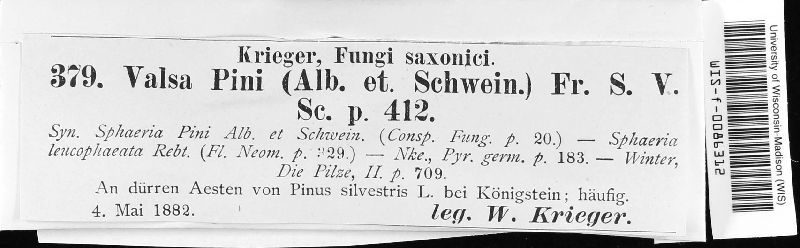 Krieger, Fungi saxonici.
379. Valsa Pini (Alb. et. Schwein.) Fr. S. V.
Sc. p. 412.
Syn. Sphaeria Pini Alb. et Schwein. (Consp. Fung. p. 20.) — Sphaeria
leucophaeata Rebt. (Fl. Neom. p. 329.) — Nke., Pyr. germ. p. 183. — Winter,
Die Pilze, II. p. 709.
An dürren Aesten von Pinus silvestris L. bei Königstein; häufig.
4. Mai 1882.
leg. W. Krieger.
University of Wisconsin Madison (WIS)